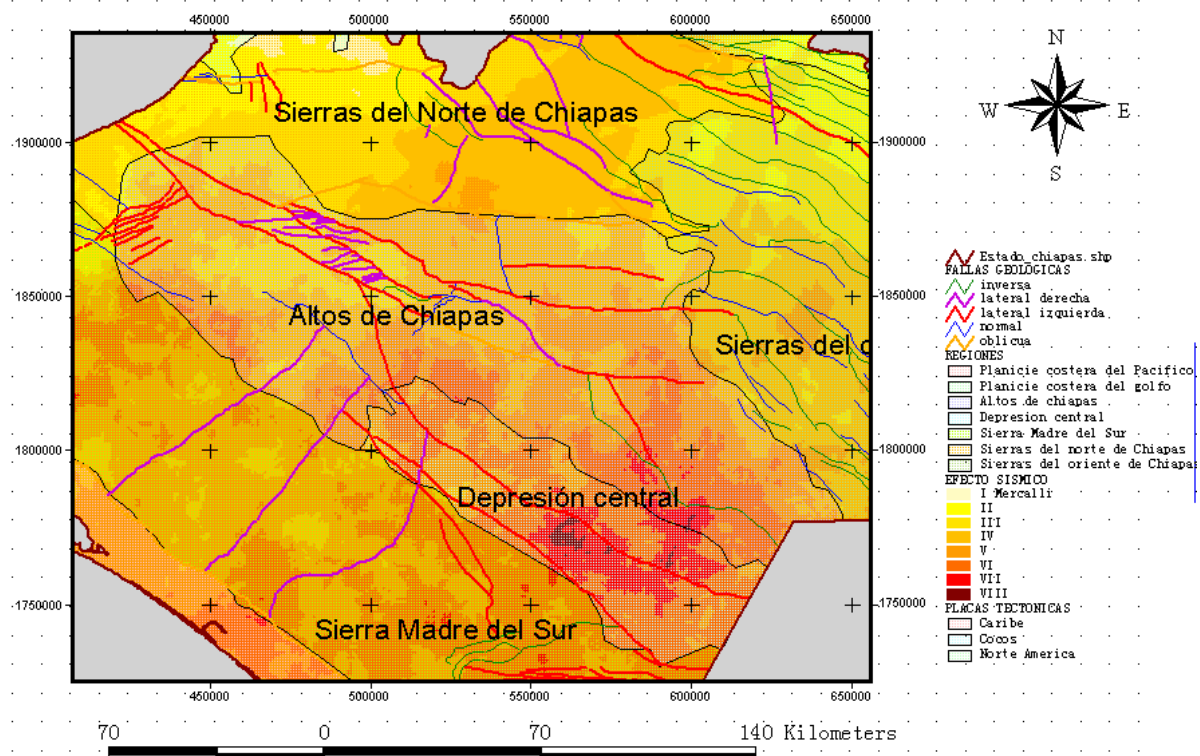 450000 500000 550000 600000 650000
N
W E
S
Sierras del Norte de Chiapas
1900000 1900000
1850000 1850000
Altos de Chiapas
Sierras del o
1800000 1800000
Depresión central
1750000 1750000
Sierra Madre del Sur
450000 500000 550000 600000 650000
70 0 70 140 Kilometers
Estado_chiapas.shp
FALLAS GEOLOGICAS
inversa
lateral derecha
lateral izquierda
normal
oblicua
REGIONES
Planicie costera del Pacifico
Planicie costera del golfo
Altos de chiapas
Depresion central
Sierra Madre del Sur
Sierras del norte de Chiapas
Sierras del oriente de Chiapa
EFECTO SISMICO
I Mercalli
II
III
IV
V
VI
VII
VIII
PLACAS TECTONICAS
Caribe
Cocos
Norte America